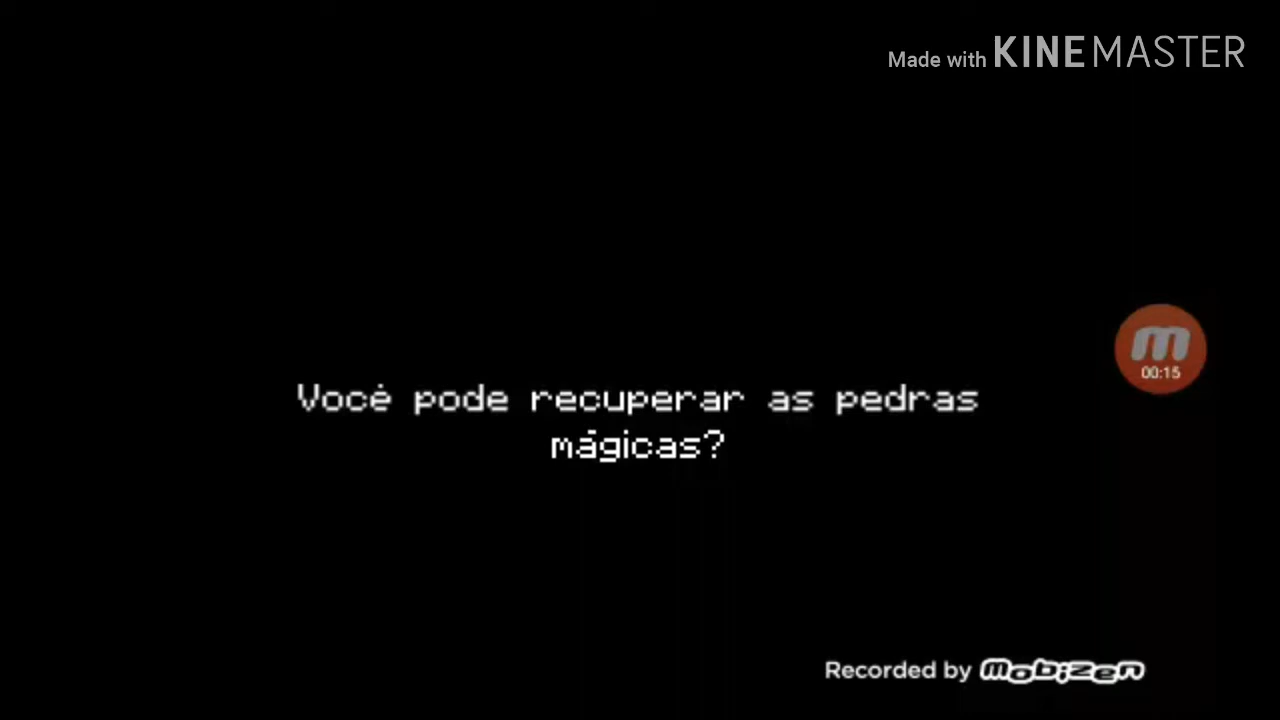 Made with KINEMASTER
00:15
Você pode recuperar as pedras
mágicas?
Recorded by mobizen